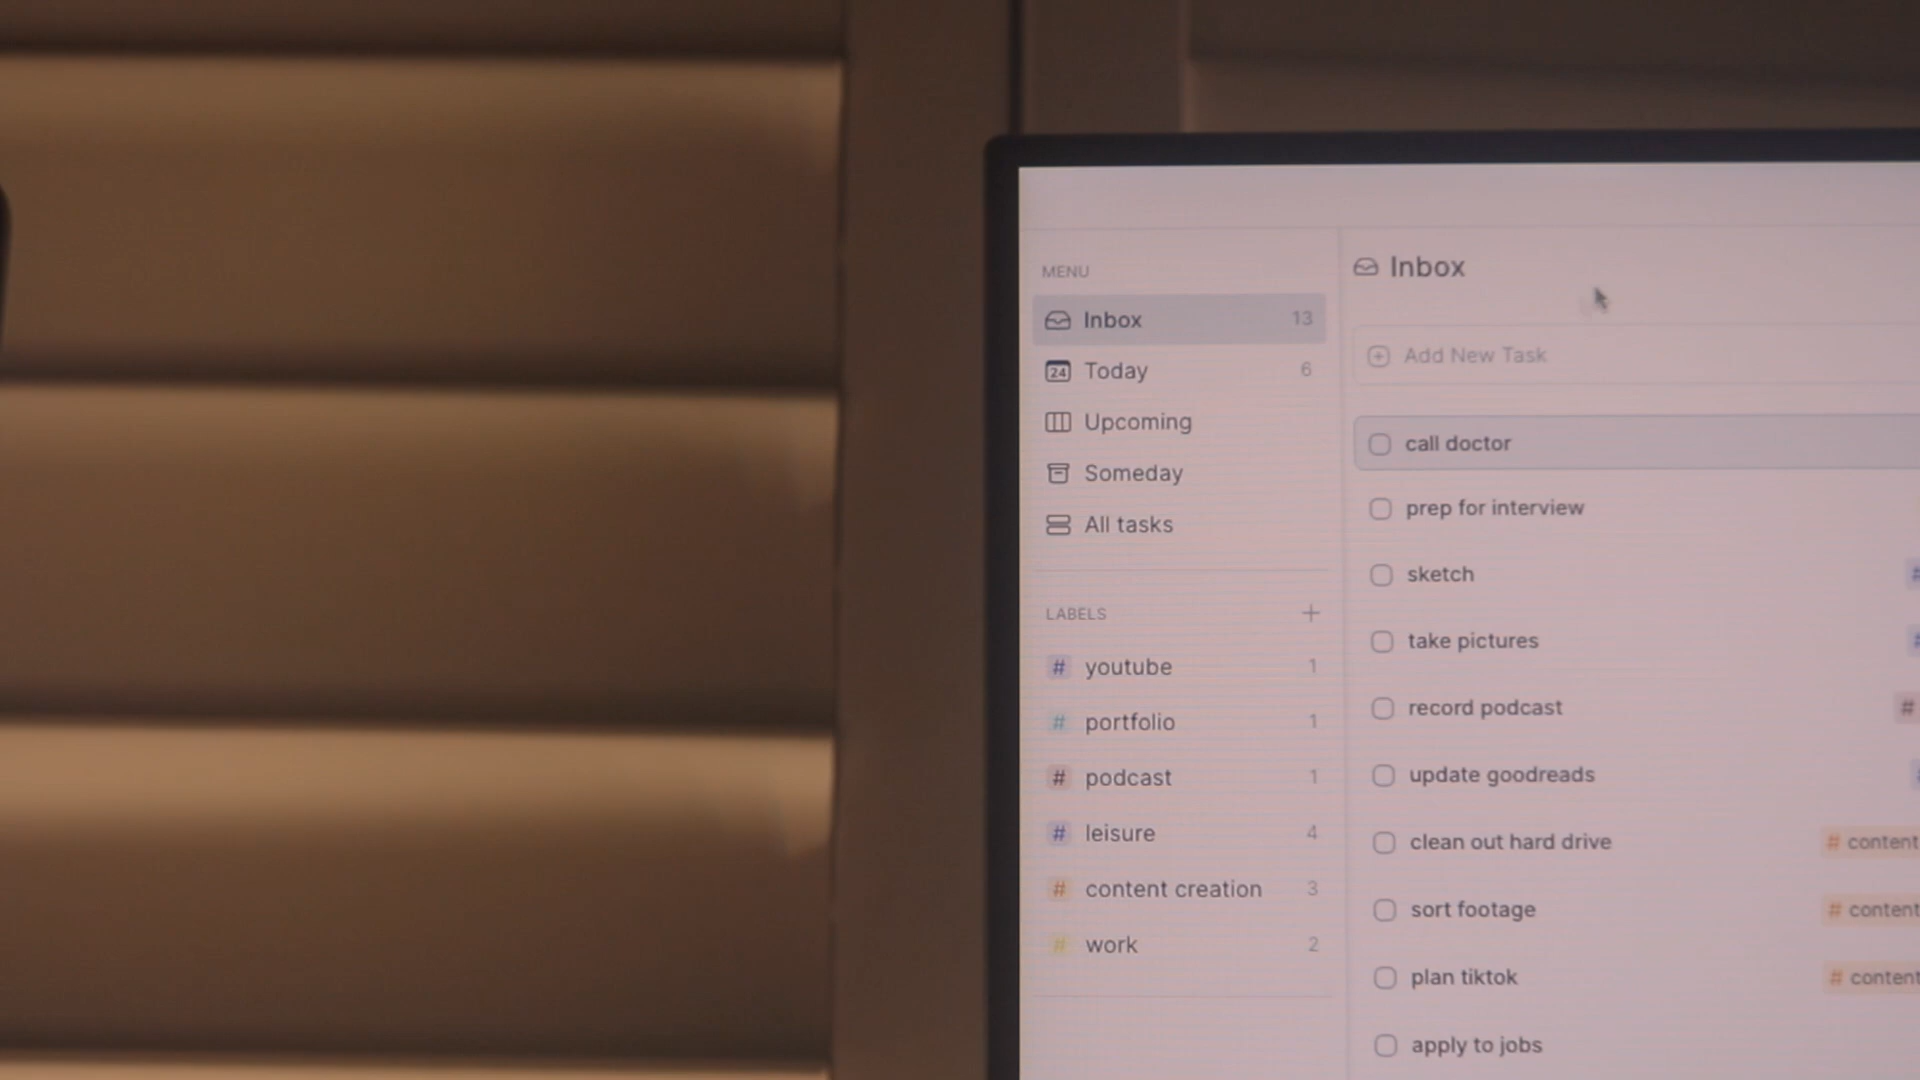 MENU
Inbox 13
24 Today 6
Upcoming
Someday
All tasks
LABELS +
# youtube 1
# portfolio 1
# podcast 1
# leisure 4
# content creation 3
# work 2
Inbox
Add New Task
call doctor
prep for interview
sketch #
take pictures #
record podcast #
update goodreads
clean out hard drive # content
sort footage # content
plan tiktok # content
apply to jobs